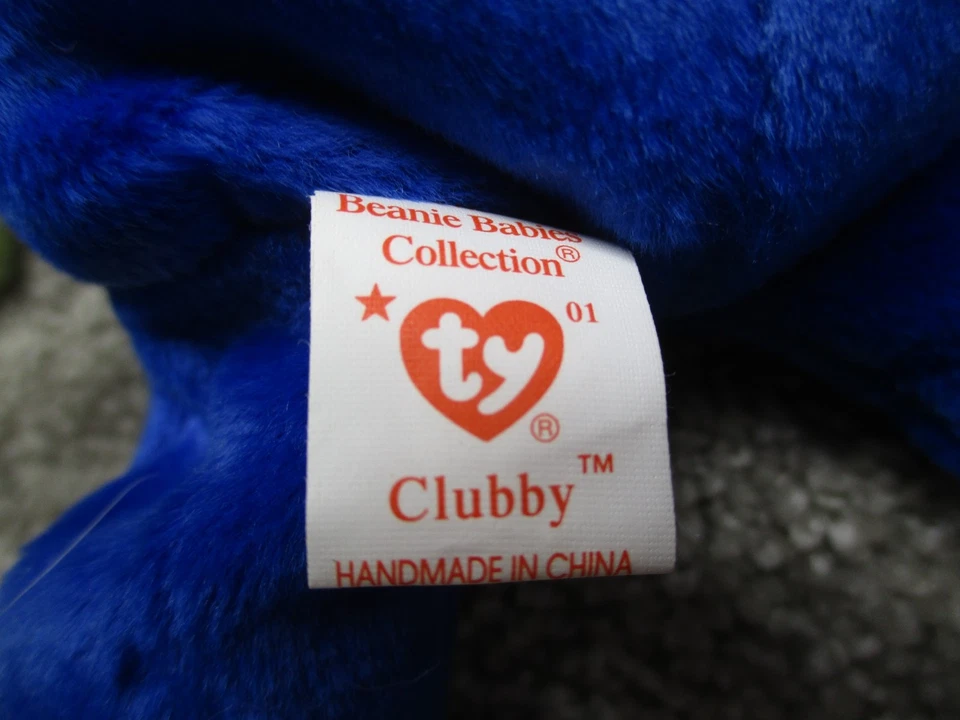 Beanie Babies
Collection®
★ 01
ty®
Clubby™
HANDMADE IN CHINA